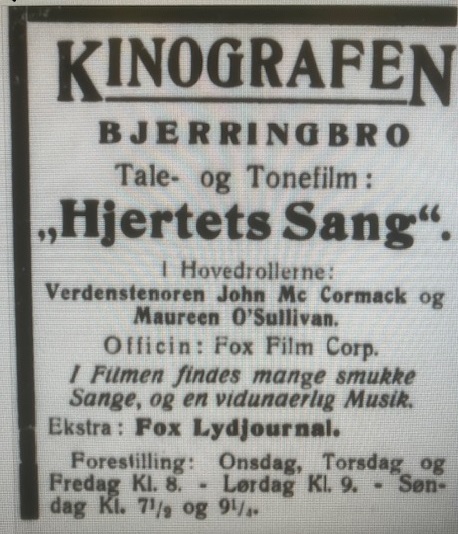 KINOGRAFEN
BJERRINGBRO
Tale- og Tonefilm:
„Hjertets Sang“.
I Hovedrollerne:
Verdenstenoren John Mc Cormack og
Maureen O'Sullivan.
Officin: Fox Film Corp.
I Filmen findes mange smukke
Sange, og en vidunaerlig Musik.
Ekstra: Fox Lydjournal.
Forestilling: Onsdag, Torsdag og
Fredag Kl. 8. - Lørdag Kl. 9. - Søn-
dag Kl. 7½ og 9¼.